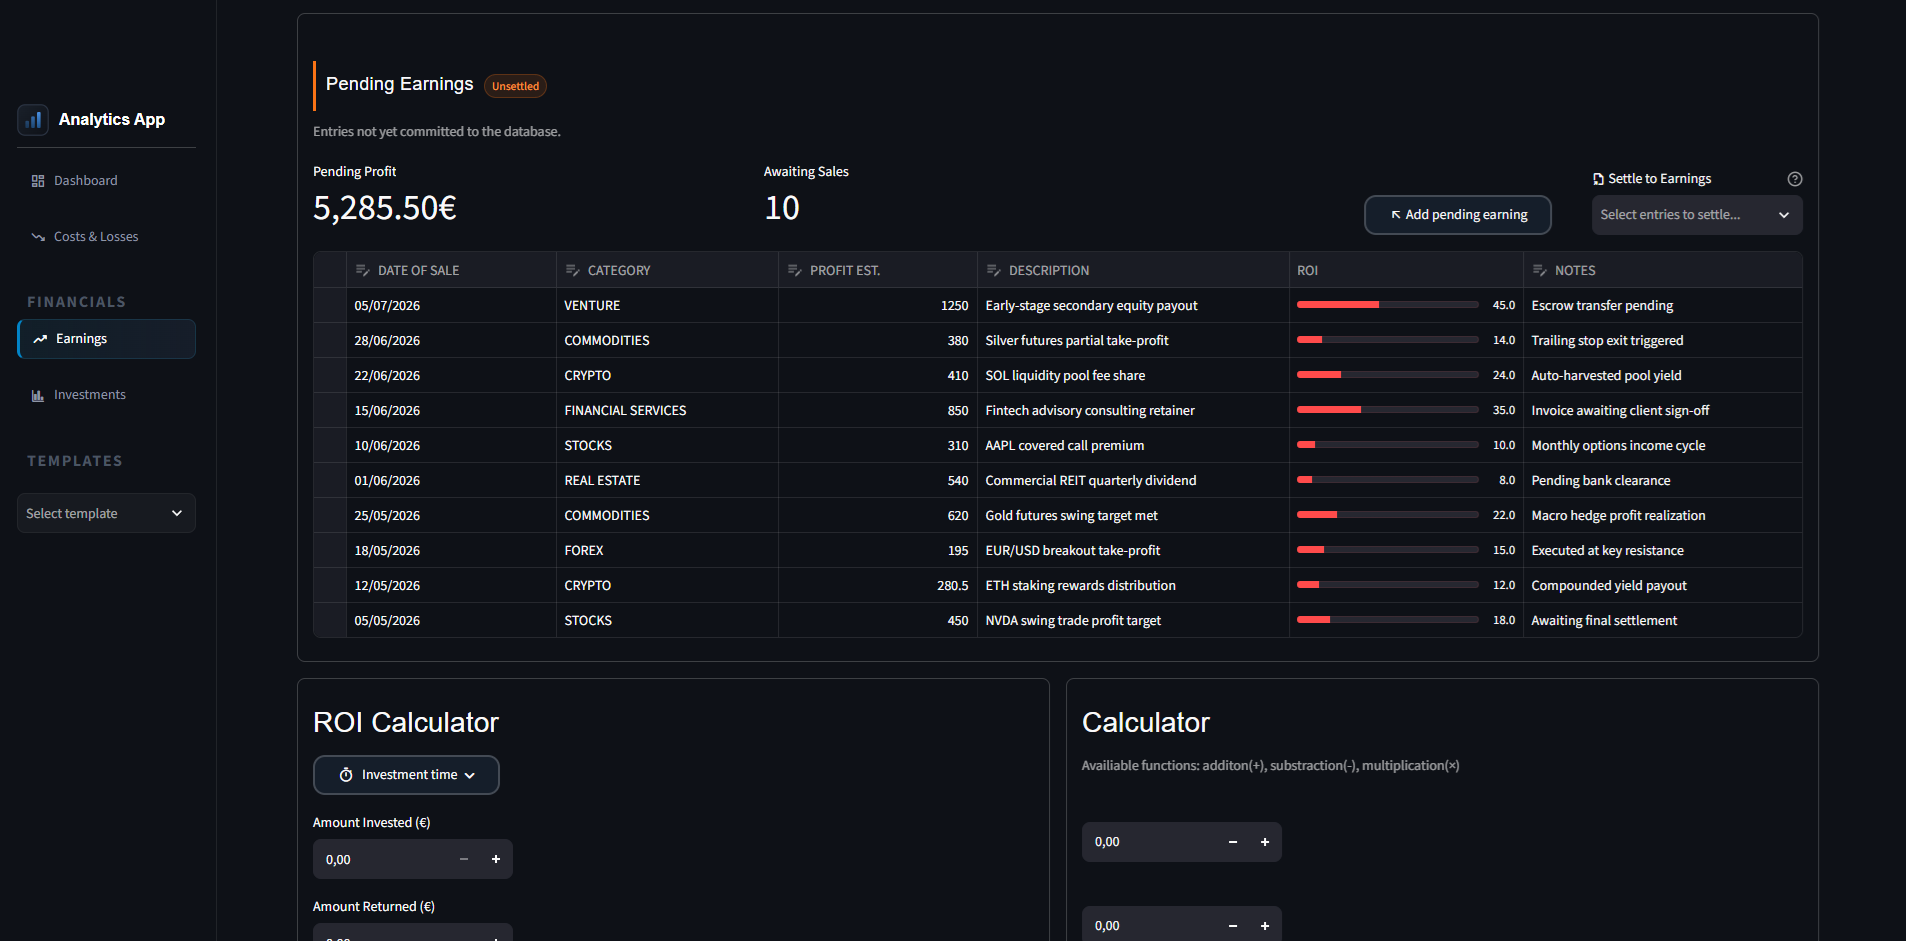 Analytics App
Dashboard
Costs & Losses
FINANCIALS
Earnings
Investments
TEMPLATES
Select template
Pending Earnings Unsettled
Entries not yet committed to the database.
Pending Profit Awaiting Sales
5,285.50€ 10
Settle to Earnings ?
Add pending earning Select entries to settle...
DATE OF SALE CATEGORY PROFIT EST. DESCRIPTION ROI NOTES
05/07/2026 VENTURE 1250 Early-stage secondary equity payout 45.0 Escrow transfer pending
28/06/2026 COMMODITIES 380 Silver futures partial take-profit 14.0 Trailing stop exit triggered
22/06/2026 CRYPTO 410 SOL liquidity pool fee share 24.0 Auto-harvested pool yield
15/06/2026 FINANCIAL SERVICES 850 Fintech advisory consulting retainer 35.0 Invoice awaiting client sign-off
10/06/2026 STOCKS 310 AAPL covered call premium 10.0 Monthly options income cycle
01/06/2026 REAL ESTATE 540 Commercial REIT quarterly dividend 8.0 Pending bank clearance
25/05/2026 COMMODITIES 620 Gold futures swing target met 22.0 Macro hedge profit realization
18/05/2026 FOREX 195 EUR/USD breakout take-profit 15.0 Executed at key resistance
12/05/2026 CRYPTO 280.5 ETH staking rewards distribution 12.0 Compounded yield payout
05/05/2026 STOCKS 450 NVDA swing trade profit target 18.0 Awaiting final settlement
ROI Calculator
Investment time
Amount Invested (€)
0,00 − +
Amount Returned (€)
Calculator
Availiable functions: additon(+), substraction(-), multiplication(×)
0,00 − +
0,00 − +